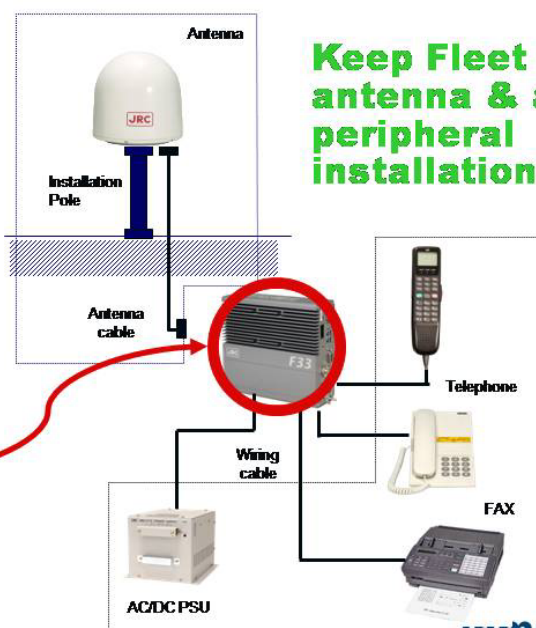 Antenna
Keep Fleet
antenna &
peripheral
installation
JRC
Installation
Pole
Antenna
cable
JRC
F33
Telephone
Wiring
cable
FAX
AC/DC PSU